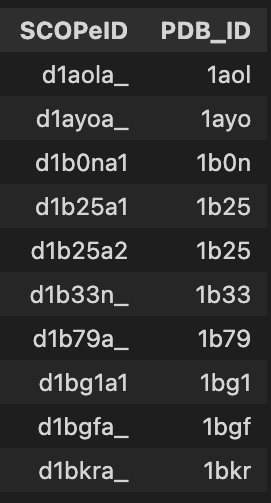 SCOPeID PDB_ID
d1aola_ 1aol
d1ayoa_ 1ayo
d1b0na1 1b0n
d1b25a1 1b25
d1b25a2 1b25
d1b33n_ 1b33
d1b79a_ 1b79
d1bg1a1 1bg1
d1bgfa_ 1bgf
d1bkra_ 1bkr